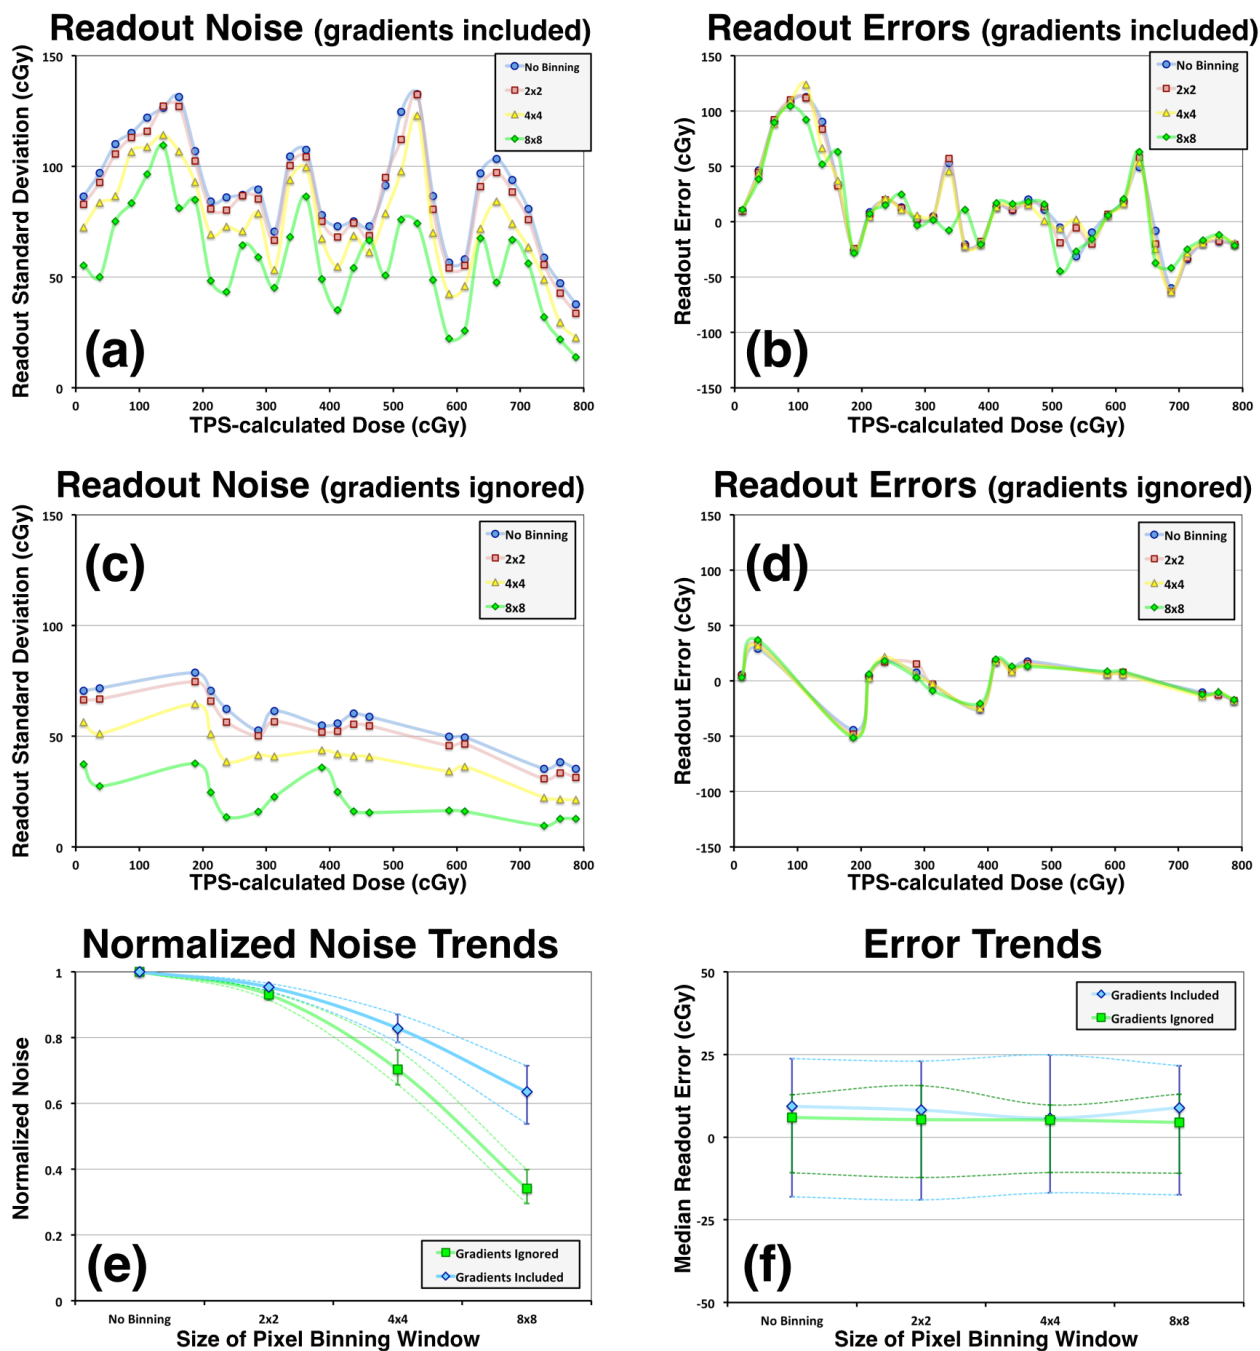 Readout Noise (gradients included)
Readout Standard Deviation (cGy)
150
100
50
0
0 100 200 300 400 500 600 700 800
TPS-calculated Dose (cGy)
No Binning
2x2
4x4
8x8
(a)
Readout Errors (gradients included)
Readout Error (cGy)
150
100
50
0
-50
-100
-150
0 100 200 300 400 500 600 700 800
TPS-calculated Dose (cGy)
No Binning
2x2
4x4
8x8
(b)
Readout Noise (gradients ignored)
Readout Standard Deviation (cGy)
150
100
50
0
0 100 200 300 400 500 600 700 800
TPS-calculated Dose (cGy)
No Binning
2x2
4x4
8x8
(c)
Readout Errors (gradients ignored)
Readout Error (cGy)
150
100
50
0
-50
-100
-150
0 100 200 300 400 500 600 700 800
TPS-calculated Dose (cGy)
No Binning
2x2
4x4
8x8
(d)
Normalized Noise Trends
Normalized Noise
1
0.8
0.6
0.4
0.2
0
No Binning 2x2 4x4 8x8
Size of Pixel Binning Window
Gradients Ignored
Gradients Included
(e)
Error Trends
Median Readout Error (cGy)
50
25
0
-25
-50
No Binning 2x2 4x4 8x8
Size of Pixel Binning Window
Gradients Included
Gradients Ignored
(f)